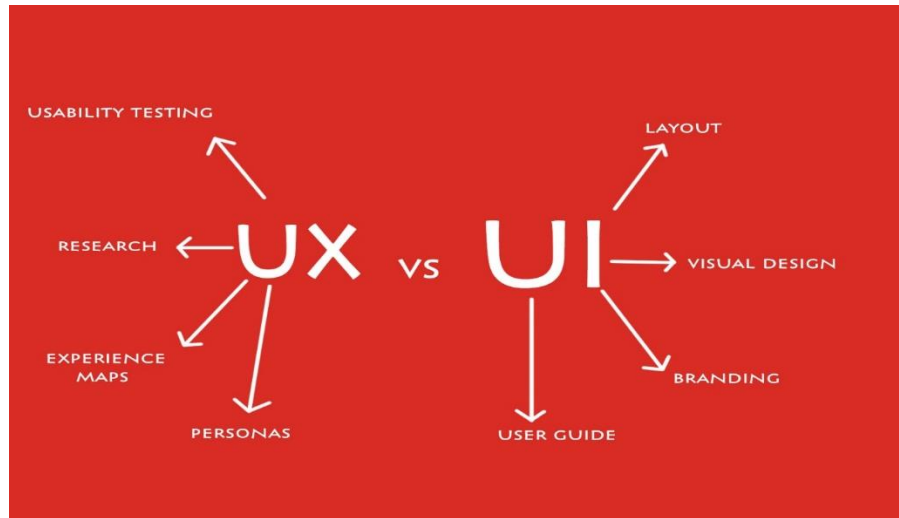 USABILITY TESTING
RESEARCH
UX
EXPERIENCE
MAPS
PERSONAS
vs
UI
LAYOUT
VISUAL DESIGN
BRANDING
USER GUIDE